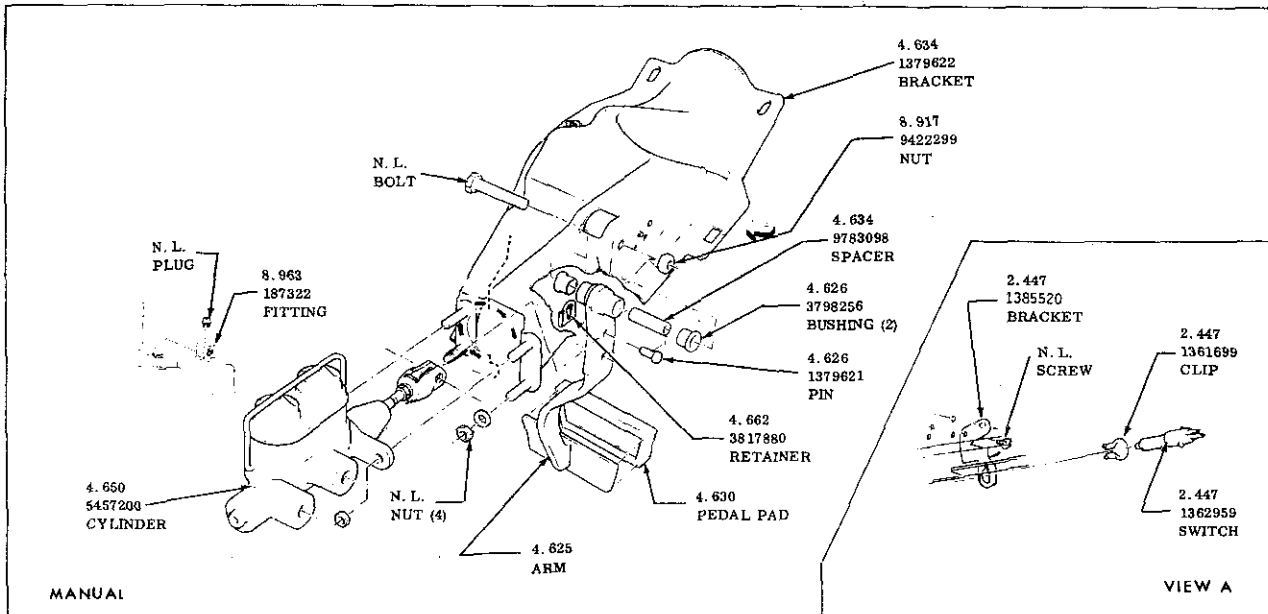 4.634
1379622
BRACKET
8.917
9422299
NUT
N. L.
BOLT
4.634
9783098
SPACER
N. L.
PLUG
8.963
187322
FITTING
4.626
3798256
BUSHING (2)
4.626
1379621
PIN
4.662
3817880
RETAINER
4.630
PEDAL PAD
N. L.
NUT (4)
4.650
5457200
CYLINDER
4.625
ARM
MANUAL
2.447
1385520
BRACKET
N. L.
SCREW
2.447
1361699
CLIP
2.447
1362959
SWITCH
VIEW A